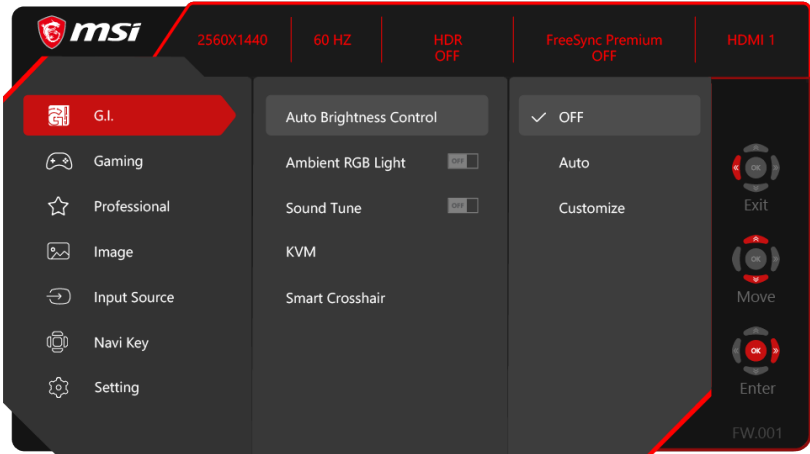 msi
2560X1440
60 HZ
HDR
OFF
FreeSync Premium
OFF
HDMI 1
G.I.
Gaming
Professional
Image
Input Source
Navi Key
Setting
Auto Brightness Control
Ambient RGB Light OFF
Sound Tune OFF
KVM
Smart Crosshair
OFF
Auto
Customize
OK
Exit
OK
Move
OK
Enter
FW.001